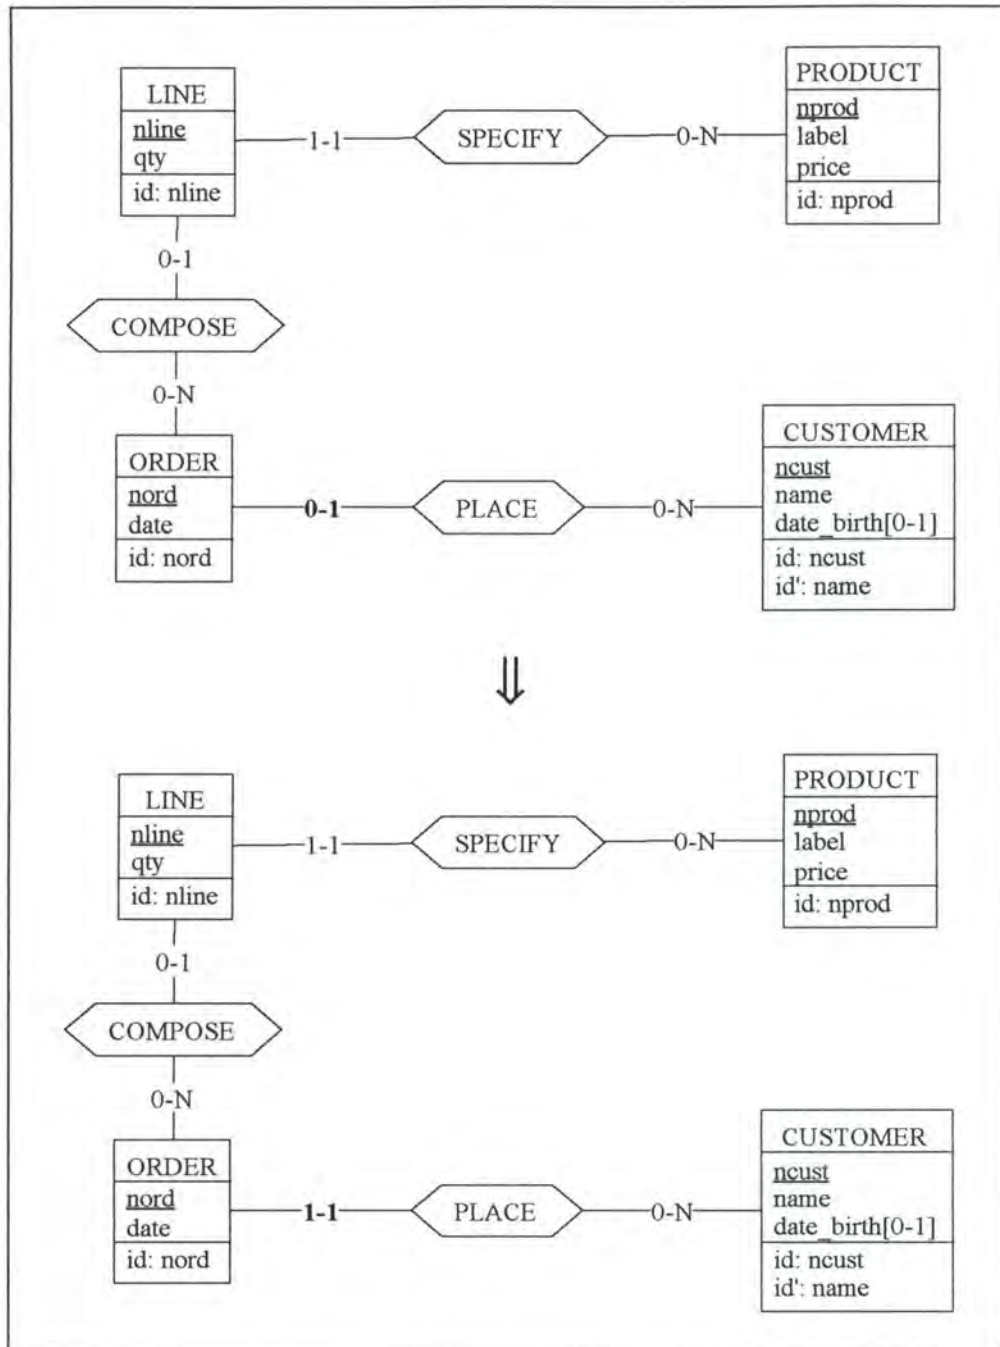 LINE
nline
qty
id: nline
1-1
SPECIFY
0-N
PRODUCT
nprod
label
price
id: nprod
0-1
COMPOSE
0-N
ORDER
nord
date
id: nord
0-1
PLACE
0-N
CUSTOMER
ncust
name
date_birth[0-1]
id: ncust
id': name
⇓
LINE
nline
qty
id: nline
1-1
SPECIFY
0-N
PRODUCT
nprod
label
price
id: nprod
0-1
COMPOSE
0-N
ORDER
nord
date
id: nord
1-1
PLACE
0-N
CUSTOMER
ncust
name
date_birth[0-1]
id: ncust
id': name